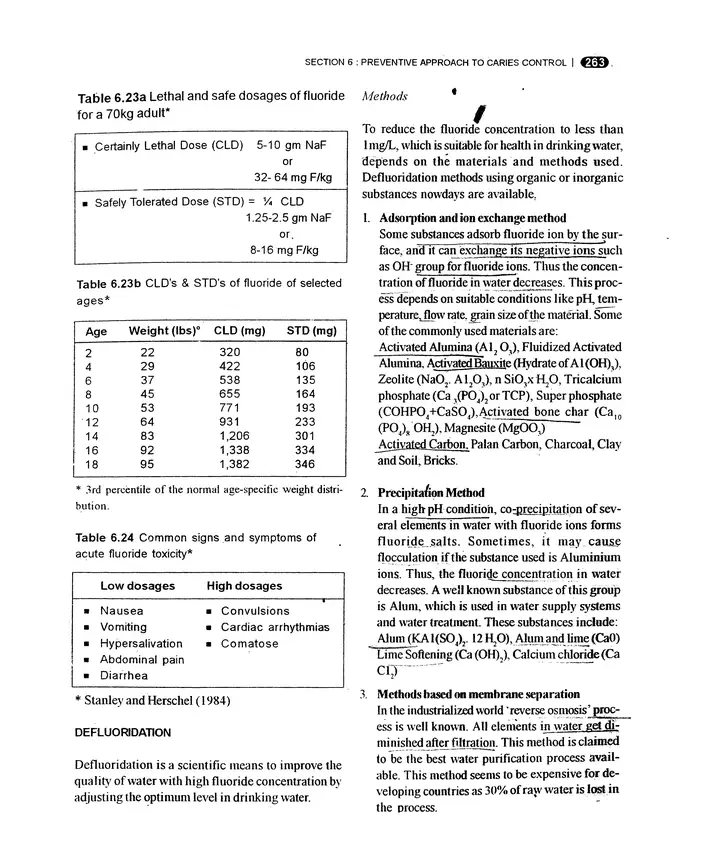 SECTION 6 : PREVENTIVE APPROACH TO CARIES CONTROL | 263
Table 6.23a Lethal and safe dosages of fluoride
for a 70kg adult*
▪ Certainly Lethal Dose (CLD) 5-10 gm NaF
or
32- 64 mg F/kg
▪ Safely Tolerated Dose (STD) = ¼ CLD
1.25-2.5 gm NaF
or
8-16 mg F/kg
Table 6.23b CLD's & STD's of fluoride of selected
ages*
Age Weight (lbs)° CLD (mg) STD (mg)
2 22 320 80
4 29 422 106
6 37 538 135
8 45 655 164
10 53 771 193
12 64 931 233
14 83 1,206 301
16 92 1,338 334
18 95 1,382 346
* 3rd percentile of the normal age-specific weight distri-
bution.
Table 6.24 Common signs and symptoms of
acute fluoride toxicity*
Low dosages High dosages
▪ Nausea ▪ Convulsions
▪ Vomiting ▪ Cardiac arrhythmias
▪ Hypersalivation ▪ Comatose
▪ Abdominal pain
▪ Diarrhea
* Stanley and Herschel (1984)
DEFLUORIDATION
Defluoridation is a scientific means to improve the
quality of water with high fluoride concentration by
adjusting the optimum level in drinking water.
Methods
To reduce the fluoride concentration to less than
1mg/L, which is suitable for health in drinking water,
depends on the materials and methods used.
Defluoridation methods using organic or inorganic
substances nowdays are available.
1. Adsorption and ion exchange method
Some substances adsorb fluoride ion by the sur-
face, and it can exchange its negative ions such
as OH- group for fluoride ions. Thus the concen-
tration of fluoride in water decreases. This proc-
ess depends on suitable conditions like pH, tem-
perature, flow rate, grain size of the material. Some
of the commonly used materials are:
Activated Alumina (A1₂ O₃), Fluidized Activated
Alumina, Activated Bauxite (Hydrate of A1(OH)₃),
Zeolite (NaO₂. A1₂O₃), n SiO₃x H₂O, Tricalcium
phosphate (Ca ₃(PO₄)₂ or TCP), Super phosphate
(COHPO₄+CaSO₄), Activated bone char (Ca₁₀
(PO₄)₈ OH₂), Magnesite (MgOO₃)
Activated Carbon, Palan Carbon, Charcoal, Clay
and Soil, Bricks.
2. Precipitation Method
In a high pH condition, co-precipitation of sev-
eral elements in water with fluoride ions forms
fluoride salts. Sometimes, it may cause
flocculation if the substance used is Aluminium
ions. Thus, the fluoride concentration in water
decreases. A well known substance of this group
is Alum, which is used in water supply systems
and water treatment. These substances include:
Alum (KA1(SO₄)₂. 12 H₂O), Alum and lime (CaO)
Lime Softening (Ca (OH)₂), Calcium chloride (Ca
Cl₂)
3. Methods based on membrane separation
In the industrialized world 'reverse osmosis' proc-
ess is well known. All elements in water get di-
minished after filtration. This method is claimed
to be the best water purification process avail-
able. This method seems to be expensive for de-
veloping countries as 30% of raw water is lost in
the process.